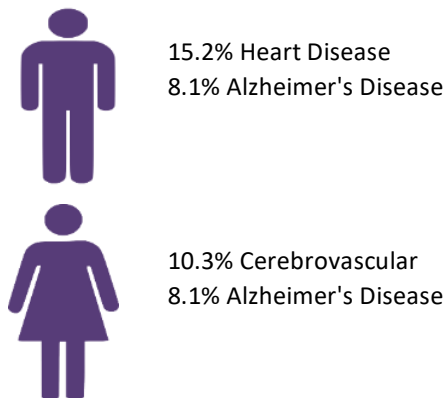 15.2% Heart Disease
8.1% Alzheimer's Disease
10.3% Cerebrovascular
8.1% Alzheimer's Disease